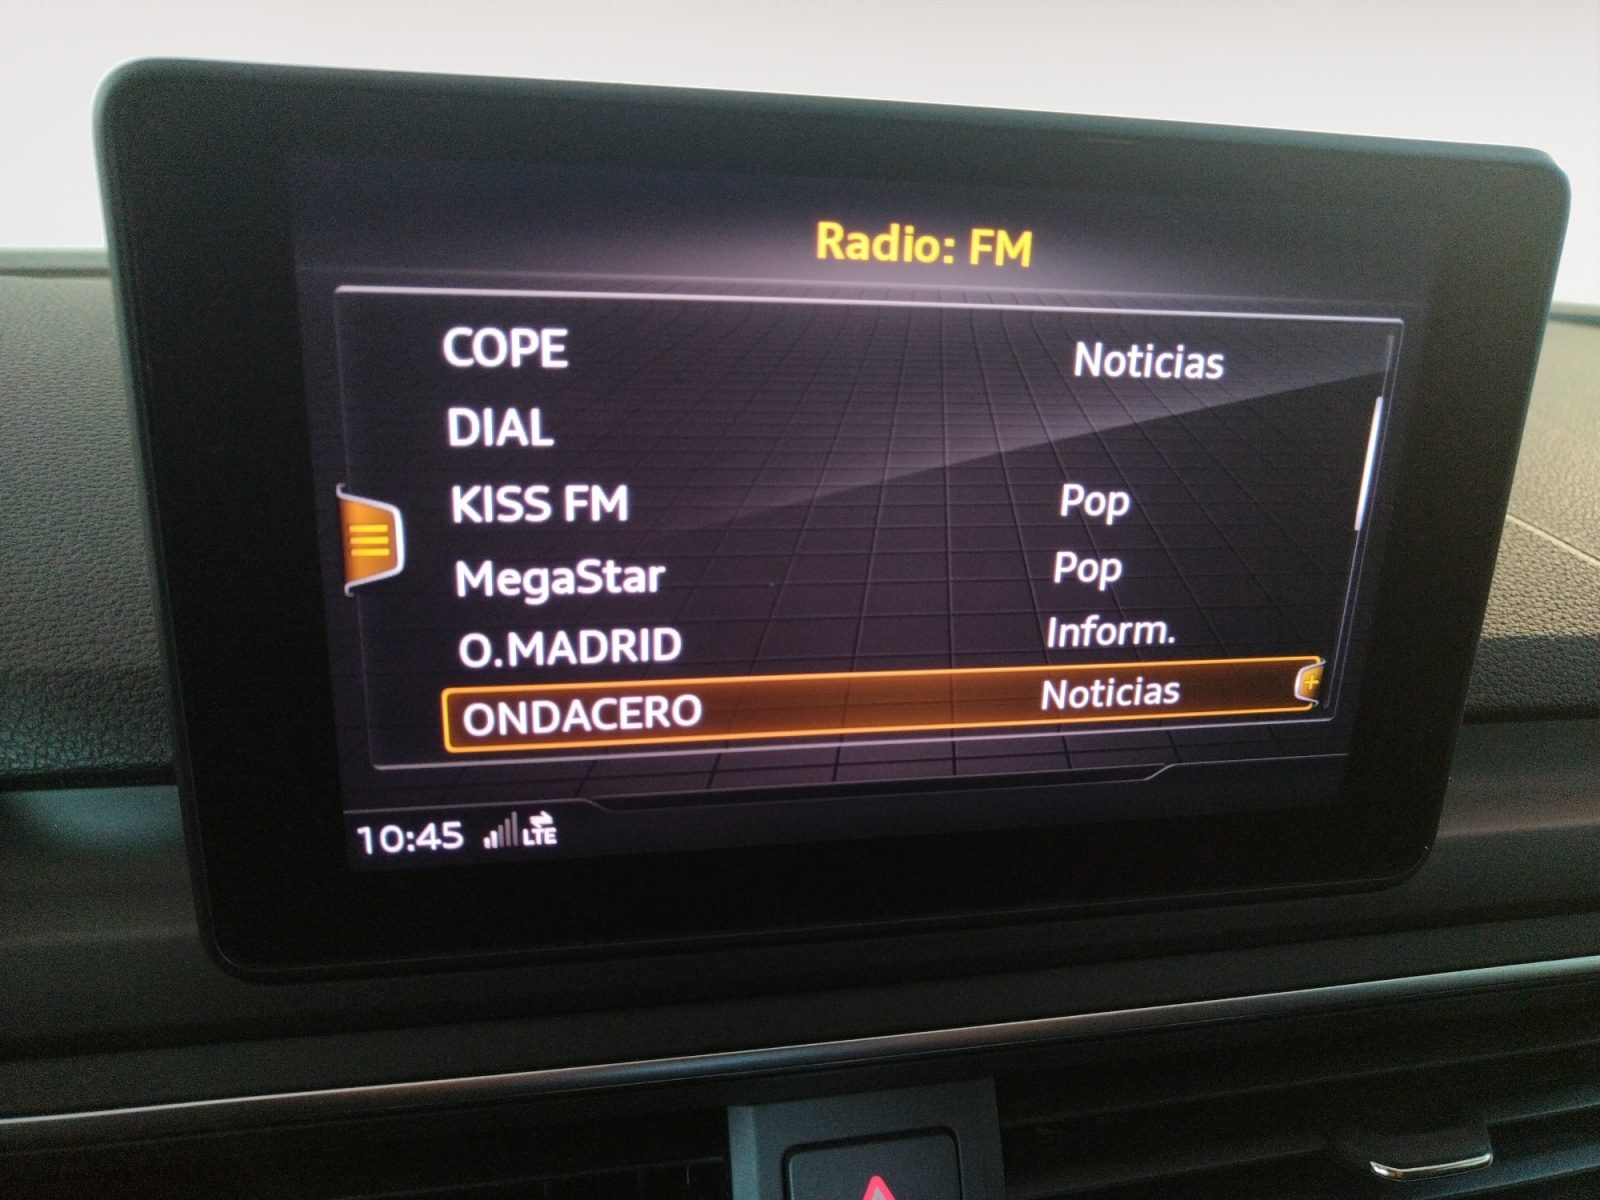 Radio: FM
COPE Noticias
DIAL
KISS FM Pop
MegaStar Pop
O.MADRID Inform.
ONDACERO Noticias
10:45 LTE